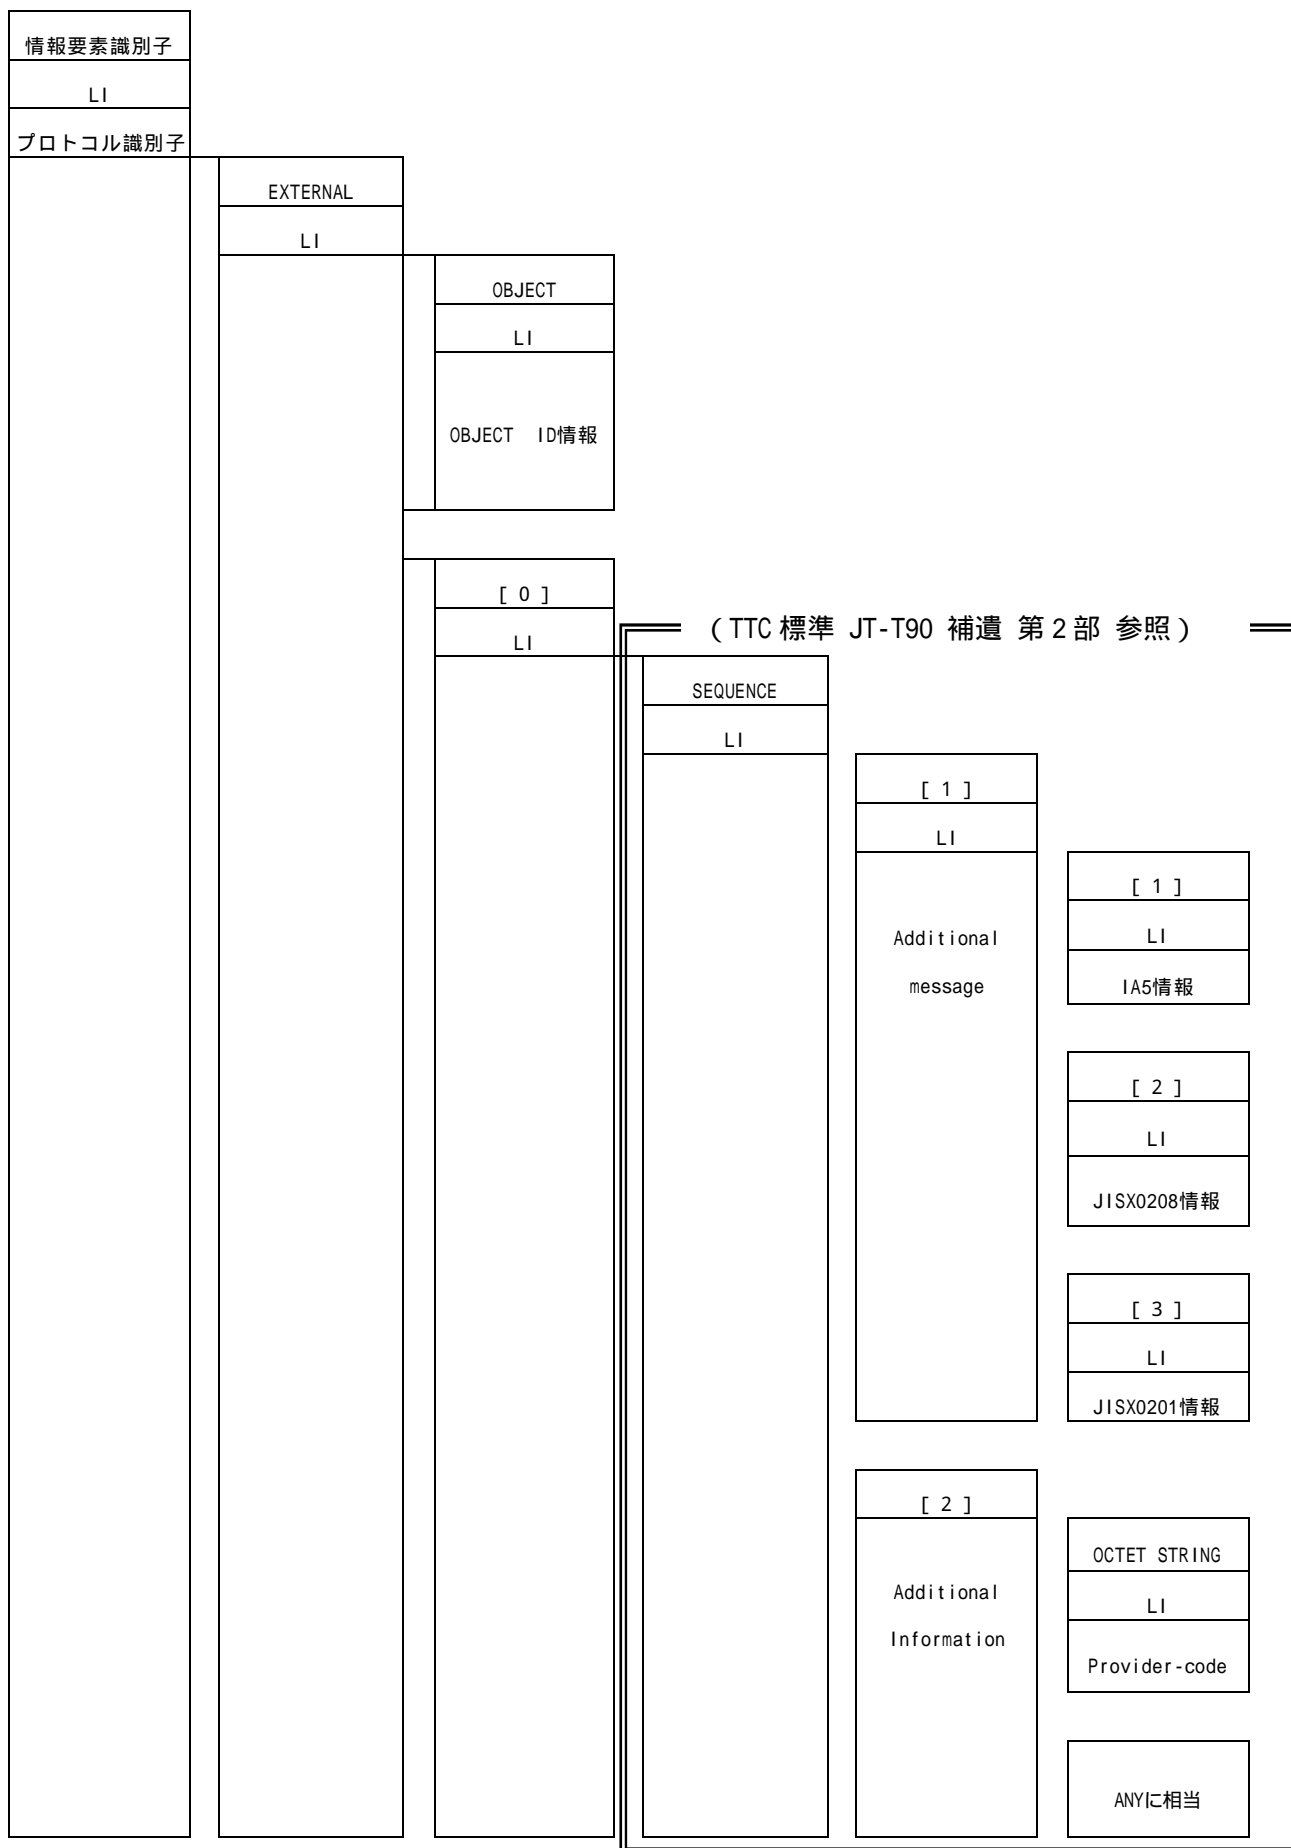 情報要素識別子
LI
プロトコル識別子
EXTERNAL
LI
OBJECT
LI
OBJECT ID情報
[ 0 ]
LI
(TTC 標準 JT-T90 補遺 第2部 参照)
SEQUENCE
LI
[ 1 ]
LI
Additional
message
[ 1 ]
LI
IA5情報
[ 2 ]
LI
JISX0208情報
[ 3 ]
LI
JISX0201情報
[ 2 ]
Additional
Information
OCTET STRING
LI
Provider-code
ANYに相当